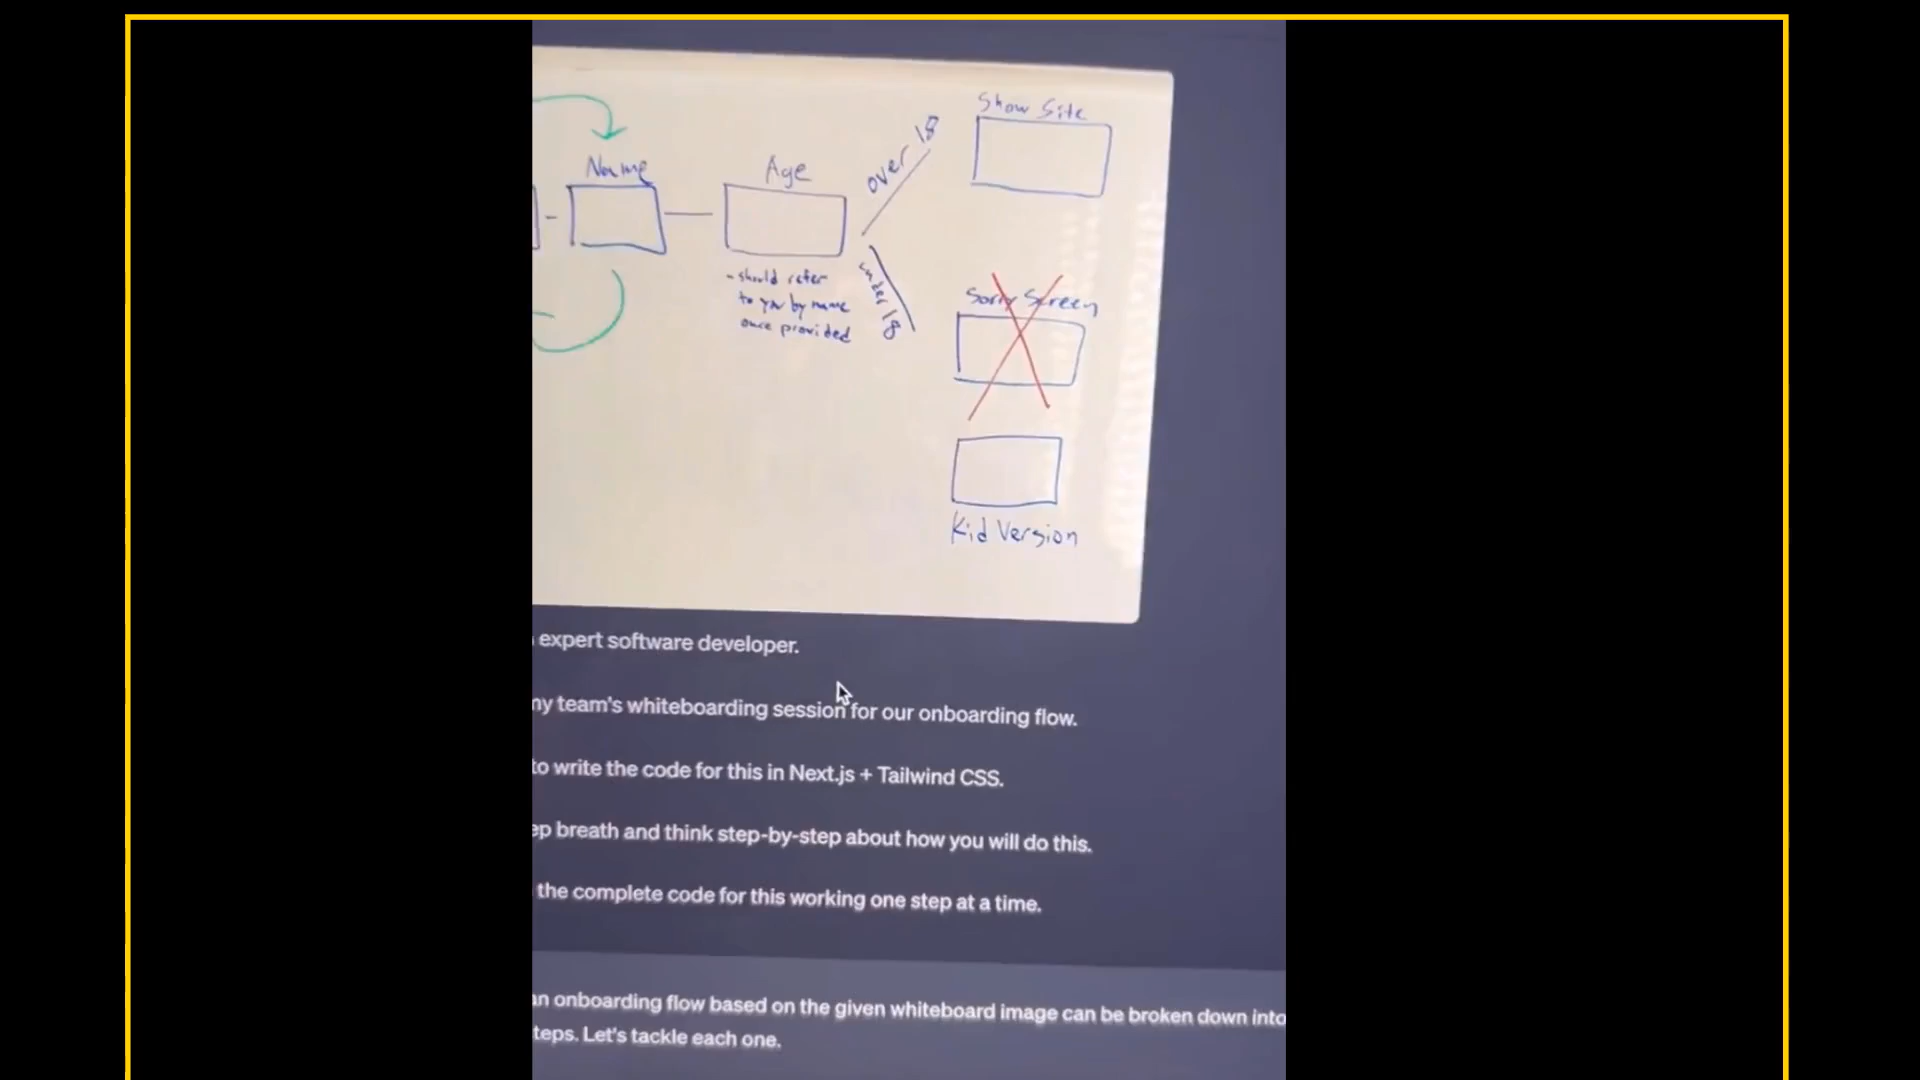 Show Site
over 18
Name
Age
- should refer
to you by name
once provided
under 18
Sorry Screen
Kid Version
expert software developer.
my team's whiteboarding session for our onboarding flow.
to write the code for this in Next.js + Tailwind CSS.
ep breath and think step-by-step about how you will do this.
the complete code for this working one step at a time.
an onboarding flow based on the given whiteboard image can be broken down into
teps. Let's tackle each one.